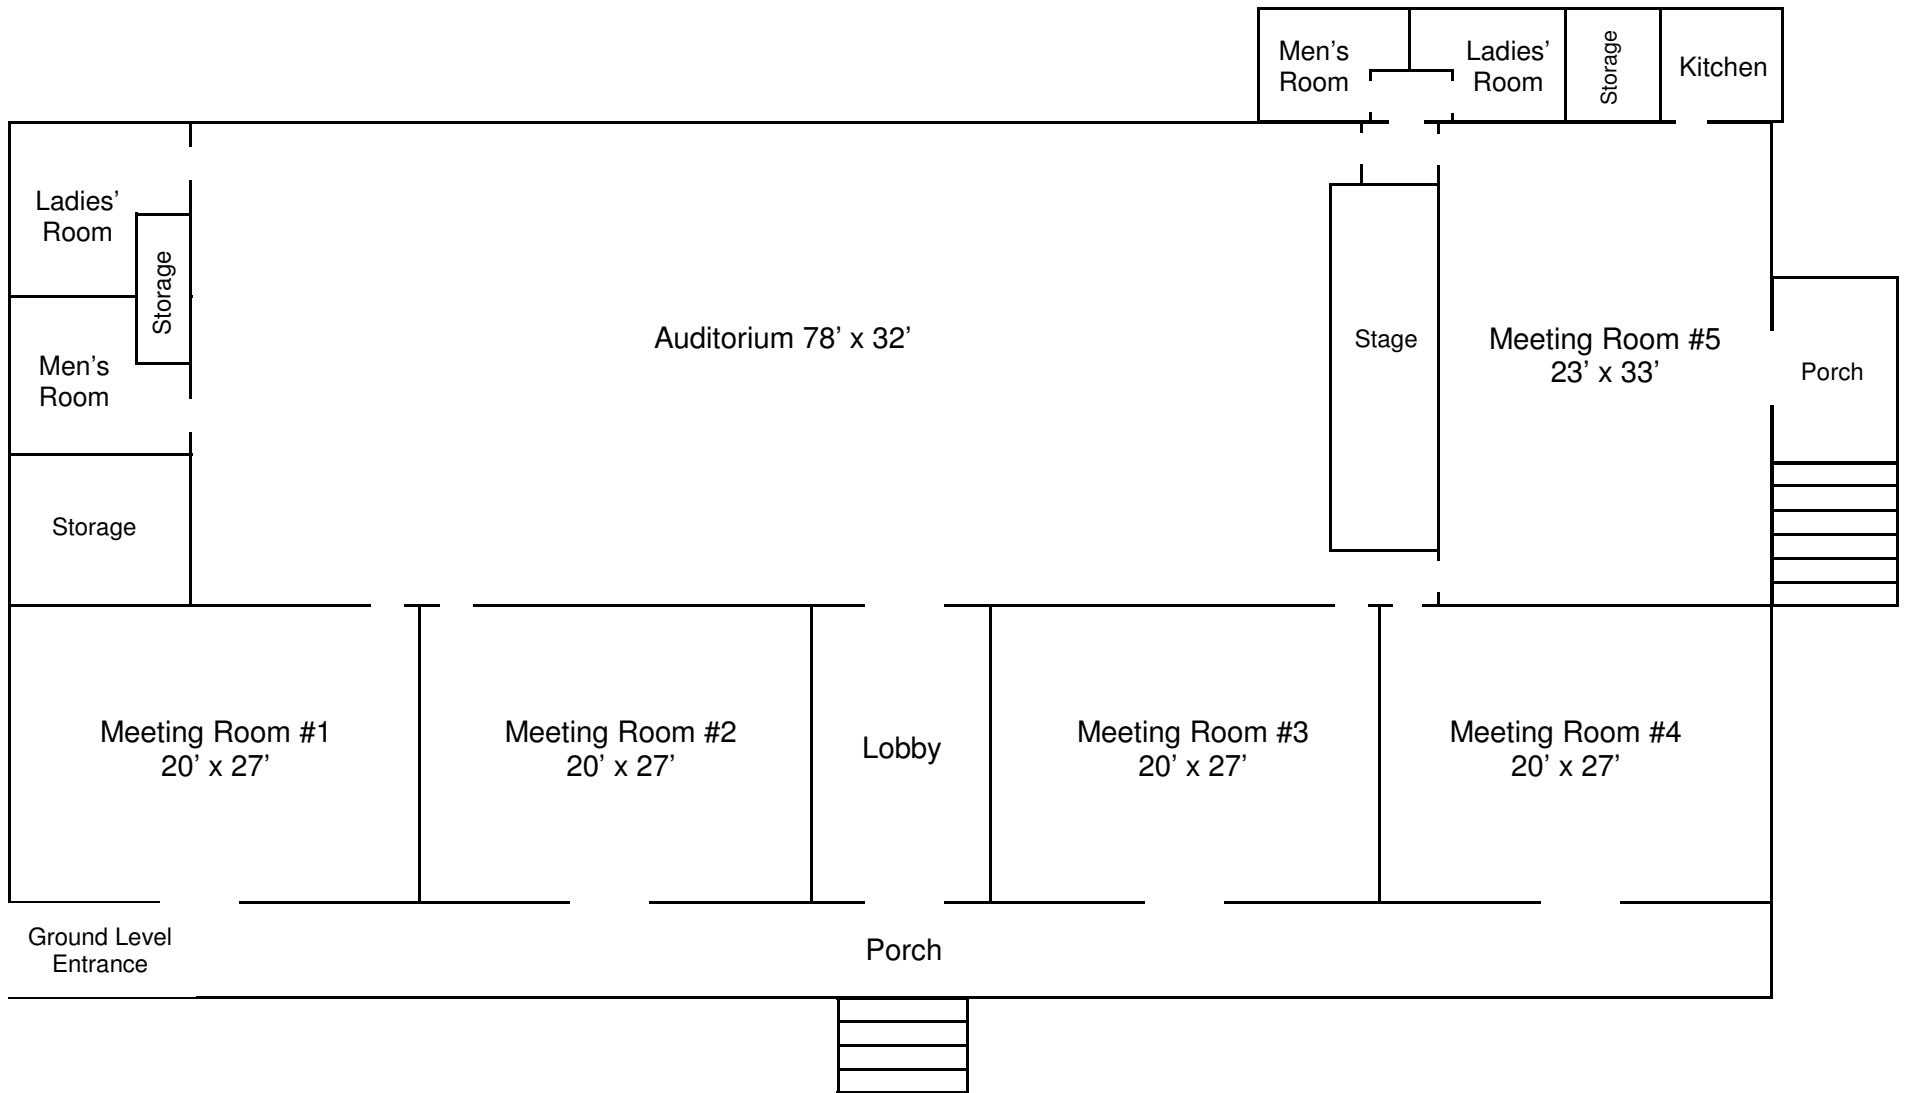 Men’s
Room
Ladies’
Room
Storage
Kitchen
Ladies’
Room
Storage
Men’s
Room
Storage
Auditorium 78’ x 32’
Stage
Meeting Room #5
23’ x 33’
Porch
Meeting Room #1
20’ x 27’
Meeting Room #2
20’ x 27’
Lobby
Meeting Room #3
20’ x 27’
Meeting Room #4
20’ x 27’
Ground Level
Entrance
Porch